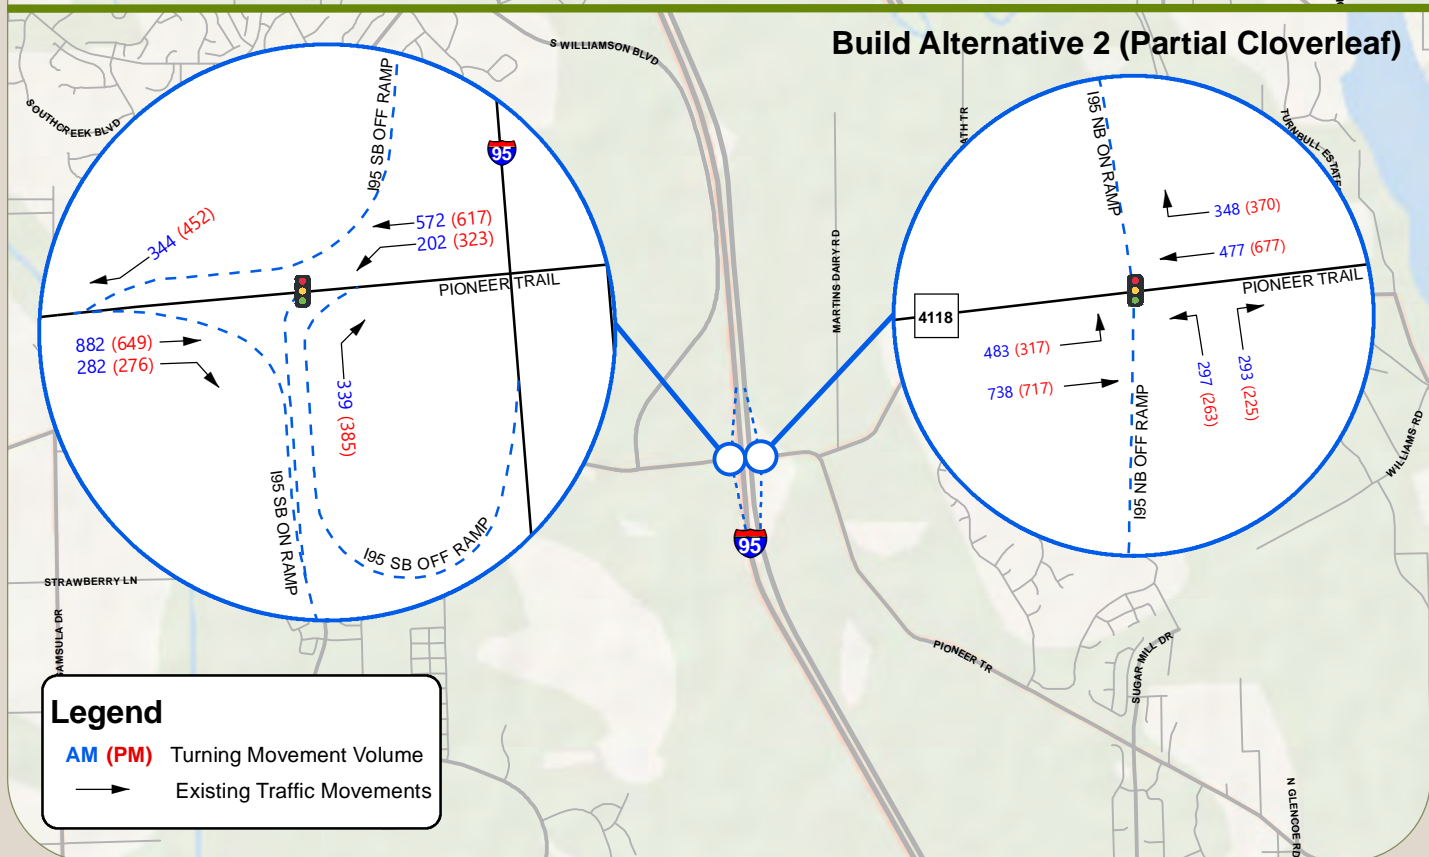 Build Alternative 2 (Partial Cloverleaf)
S WILLIAMSON BLVD
SOUTHCREEK BLVD
I95 SB OFF RAMP
95
344 (452)
572 (617)
202 (323)
PIONEER TRAIL
882 (649)
282 (276)
339 (385)
I95 SB ON RAMP
I95 SB OFF RAMP
STRAWBERRY LN
SAMSULA DR
MARTINS DAIRY RD
ATH TR
TURNBULL ESTATE
I95 NB ON RAMP
348 (370)
477 (677)
PIONEER TRAIL
4118
483 (317)
738 (717)
297 (263)
293 (225)
I95 NB OFF RAMP
WILLIAMS RD
95
PIONEER TR
SUGAR MILL DR
N GLENCOE RD
Legend
AM (PM) Turning Movement Volume
Existing Traffic Movements